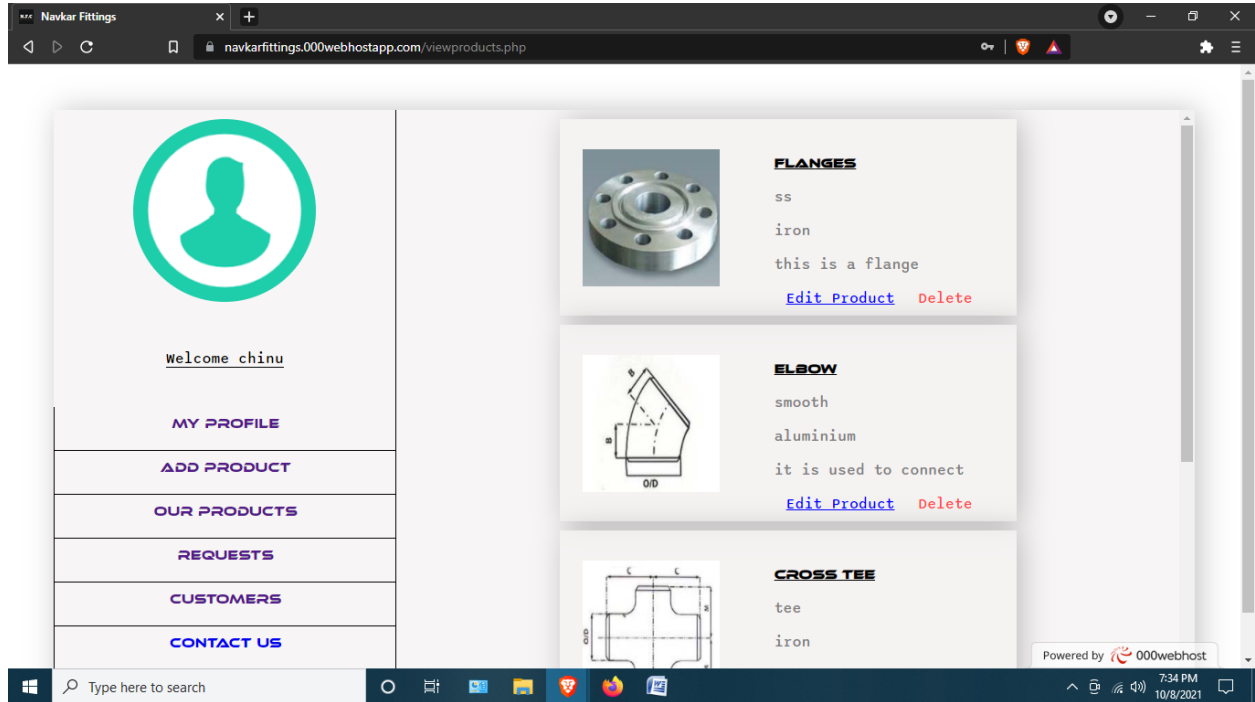 N.F.C Navkar Fittings
navkarfittings.000webhostapp.com/viewproducts.php
Welcome chinu
MY PROFILE
ADD PRODUCT
OUR PRODUCTS
REQUESTS
CUSTOMERS
CONTACT US
FLANGES
ss
iron
this is a flange
Edit Product Delete
B
B
O/D
ELBOW
smooth
aluminium
it is used to connect
Edit Product Delete
C C
M
O/D
CROSS TEE
tee
iron
Powered by 000webhost
Type here to search
7:34 PM
10/8/2021